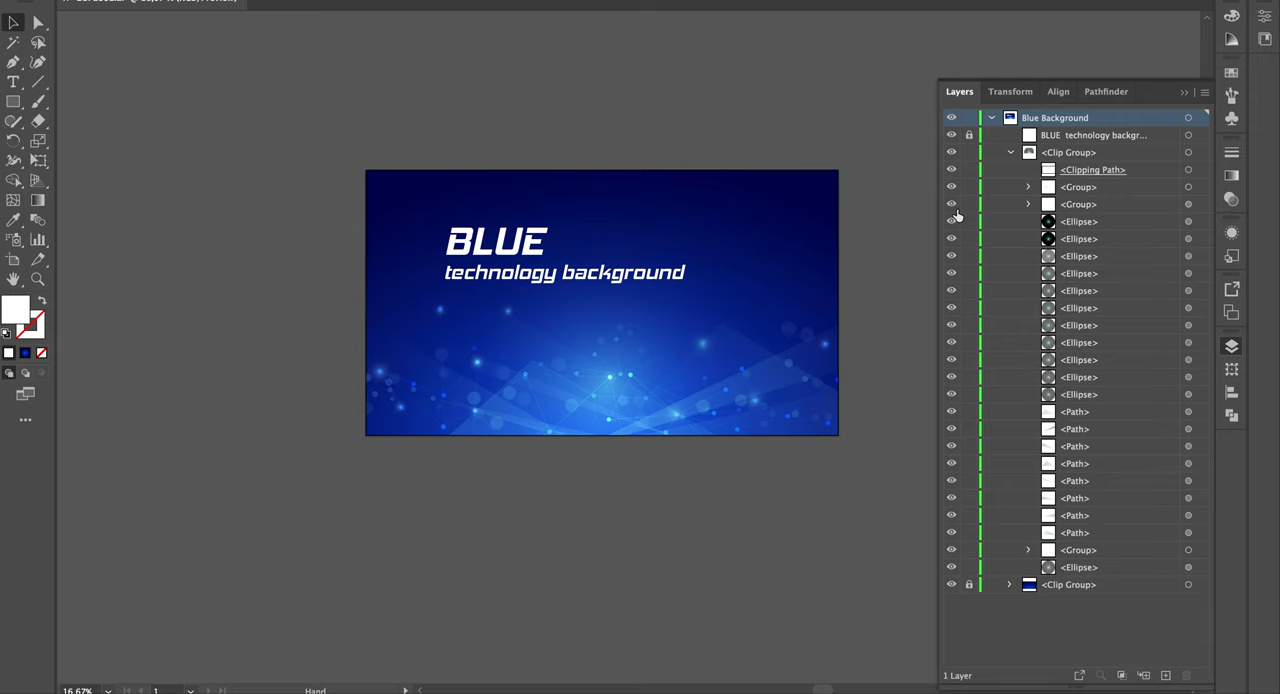 Layers Transform Align Pathfinder
Blue Background
BLUE technology backgr...
<Clip Group>
<Clipping Path>
<Group>
<Group>
<Ellipse>
<Ellipse>
<Ellipse>
<Ellipse>
<Ellipse>
<Ellipse>
<Ellipse>
<Ellipse>
<Ellipse>
<Ellipse>
<Ellipse>
<Path>
<Path>
<Path>
<Path>
<Path>
<Path>
<Path>
<Path>
<Group>
<Ellipse>
<Clip Group>
BLUE
technology background
1 Layer
16.67% 1 Hand